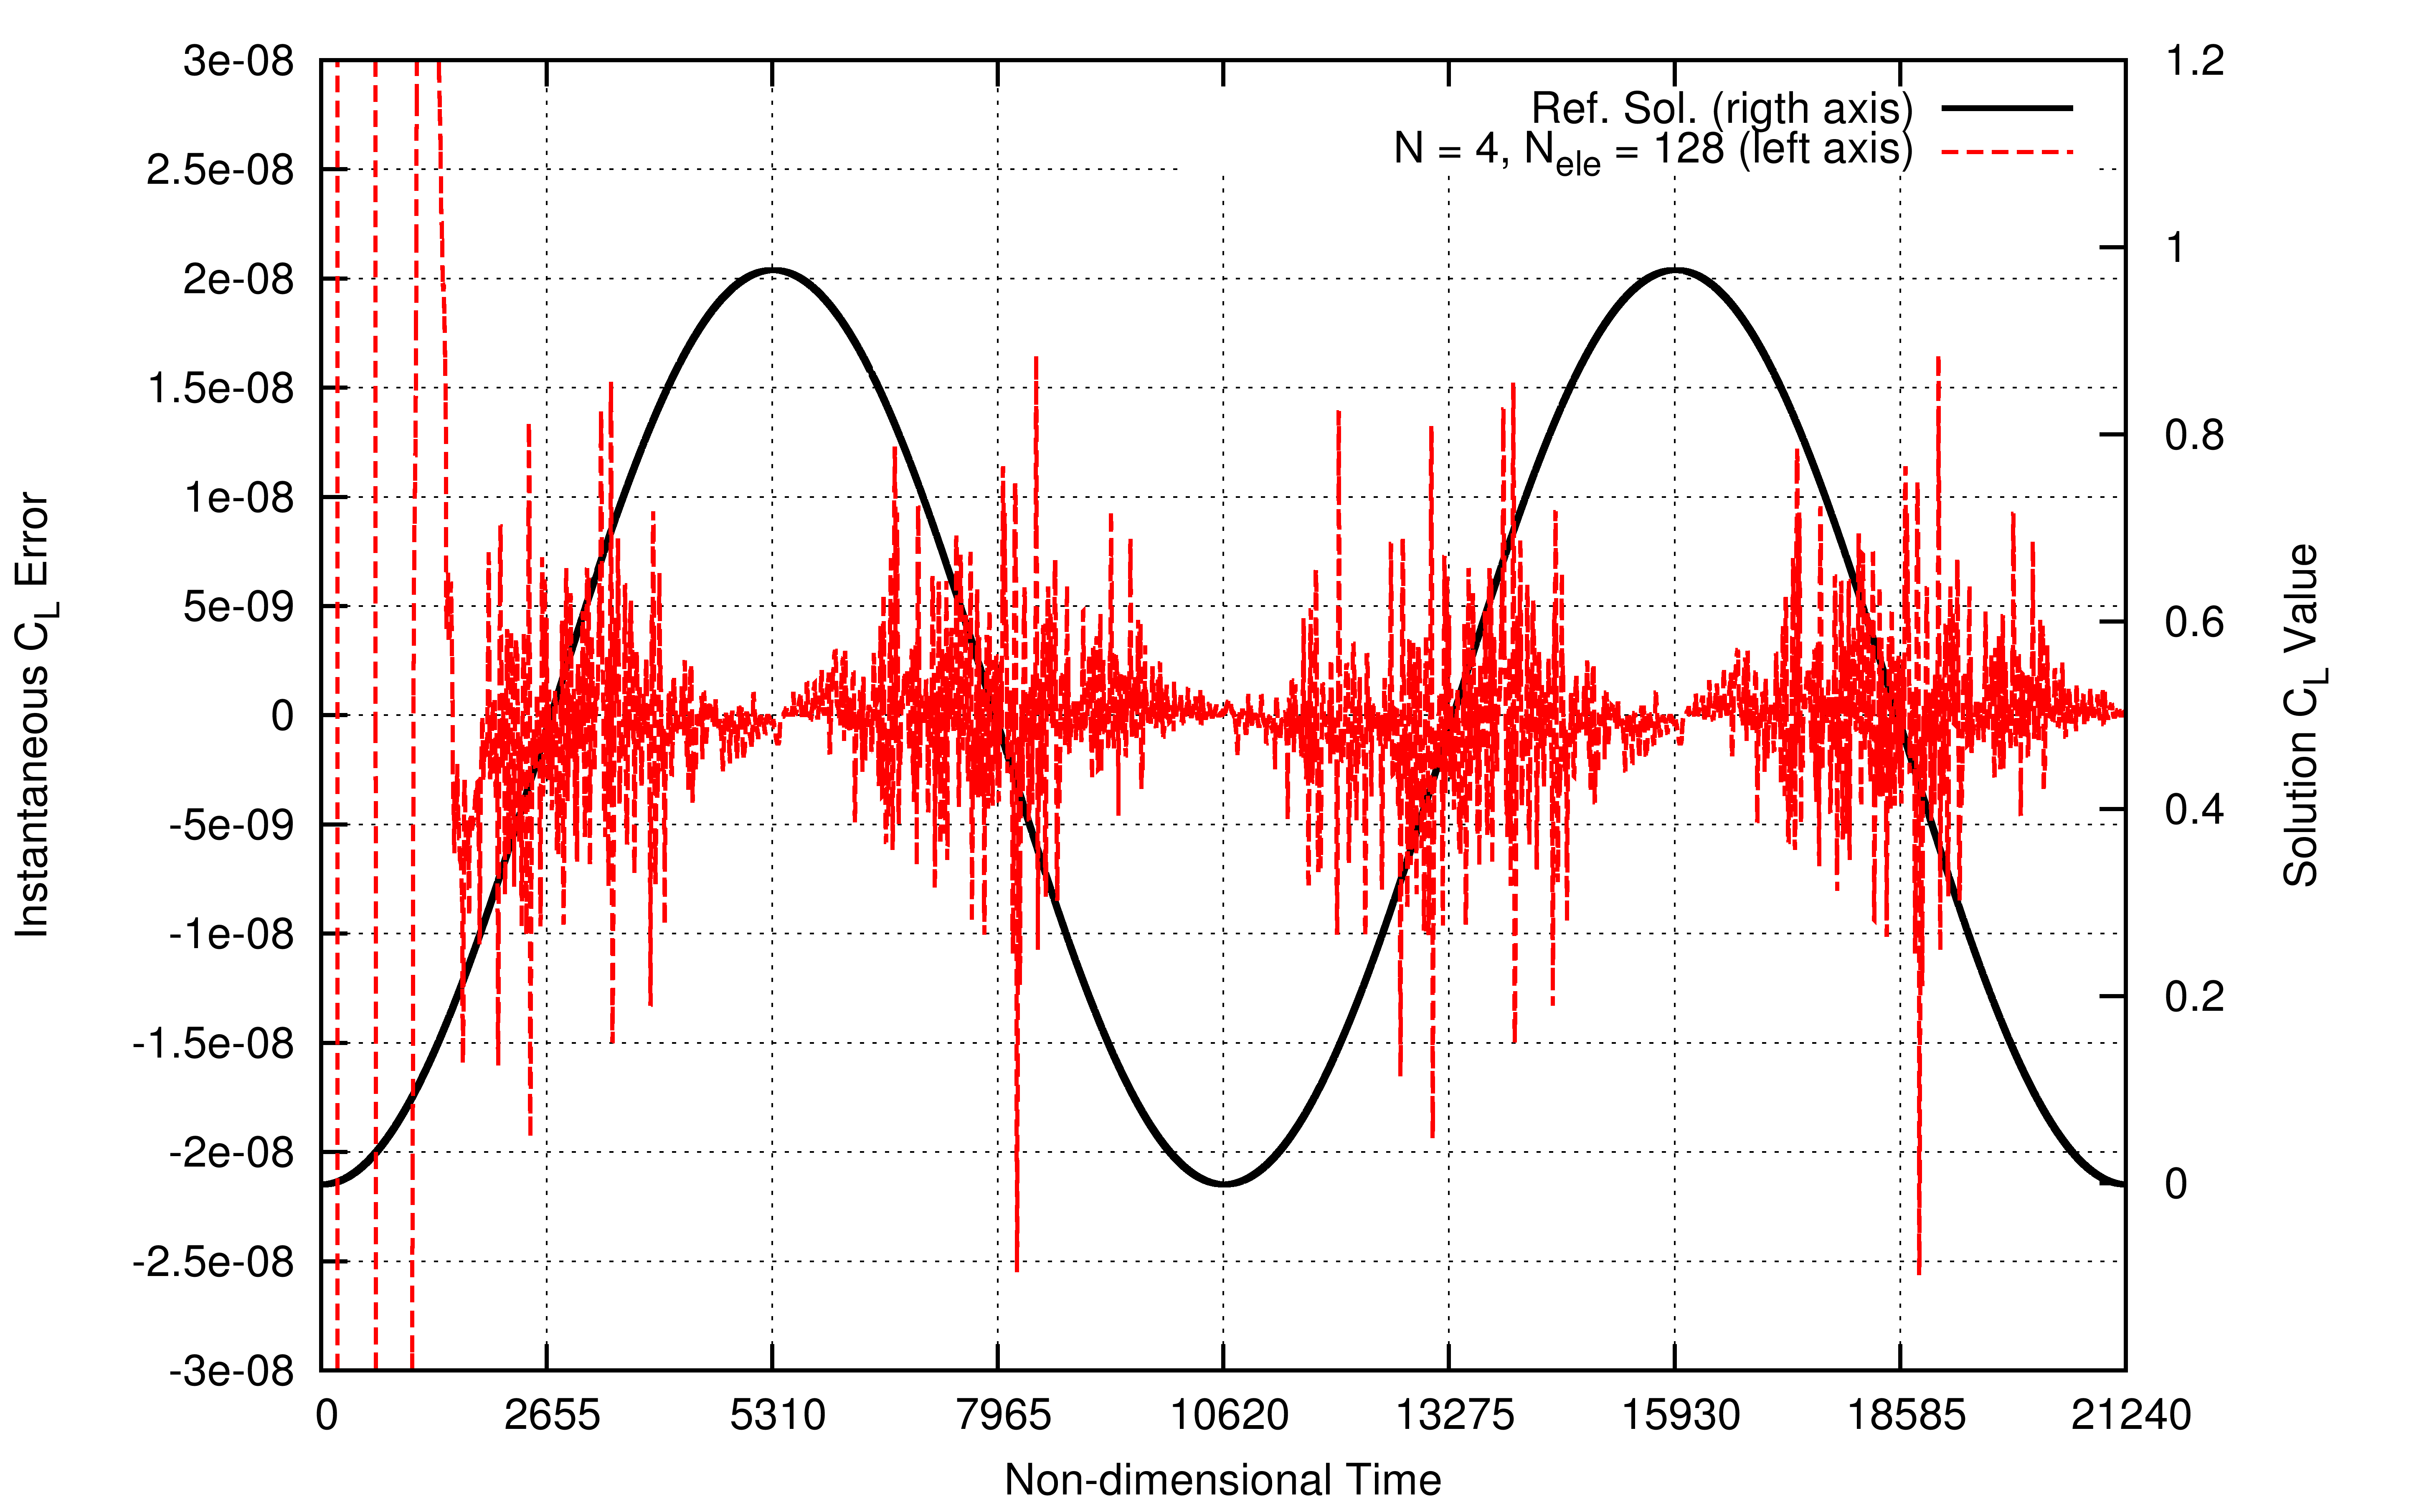 3e-08
2.5e-08
2e-08
1.5e-08
1e-08
5e-09
0
-5e-09
-1e-08
-1.5e-08
-2e-08
-2.5e-08
-3e-08
Instantaneous C_L Error
Ref. Sol. (rigth axis)
N = 4, N_ele = 128 (left axis)
1.2
1
0.8
0.6
0.4
0.2
0
Solution C_L Value
0 2655 5310 7965 10620 13275 15930 18585 21240
Non-dimensional Time